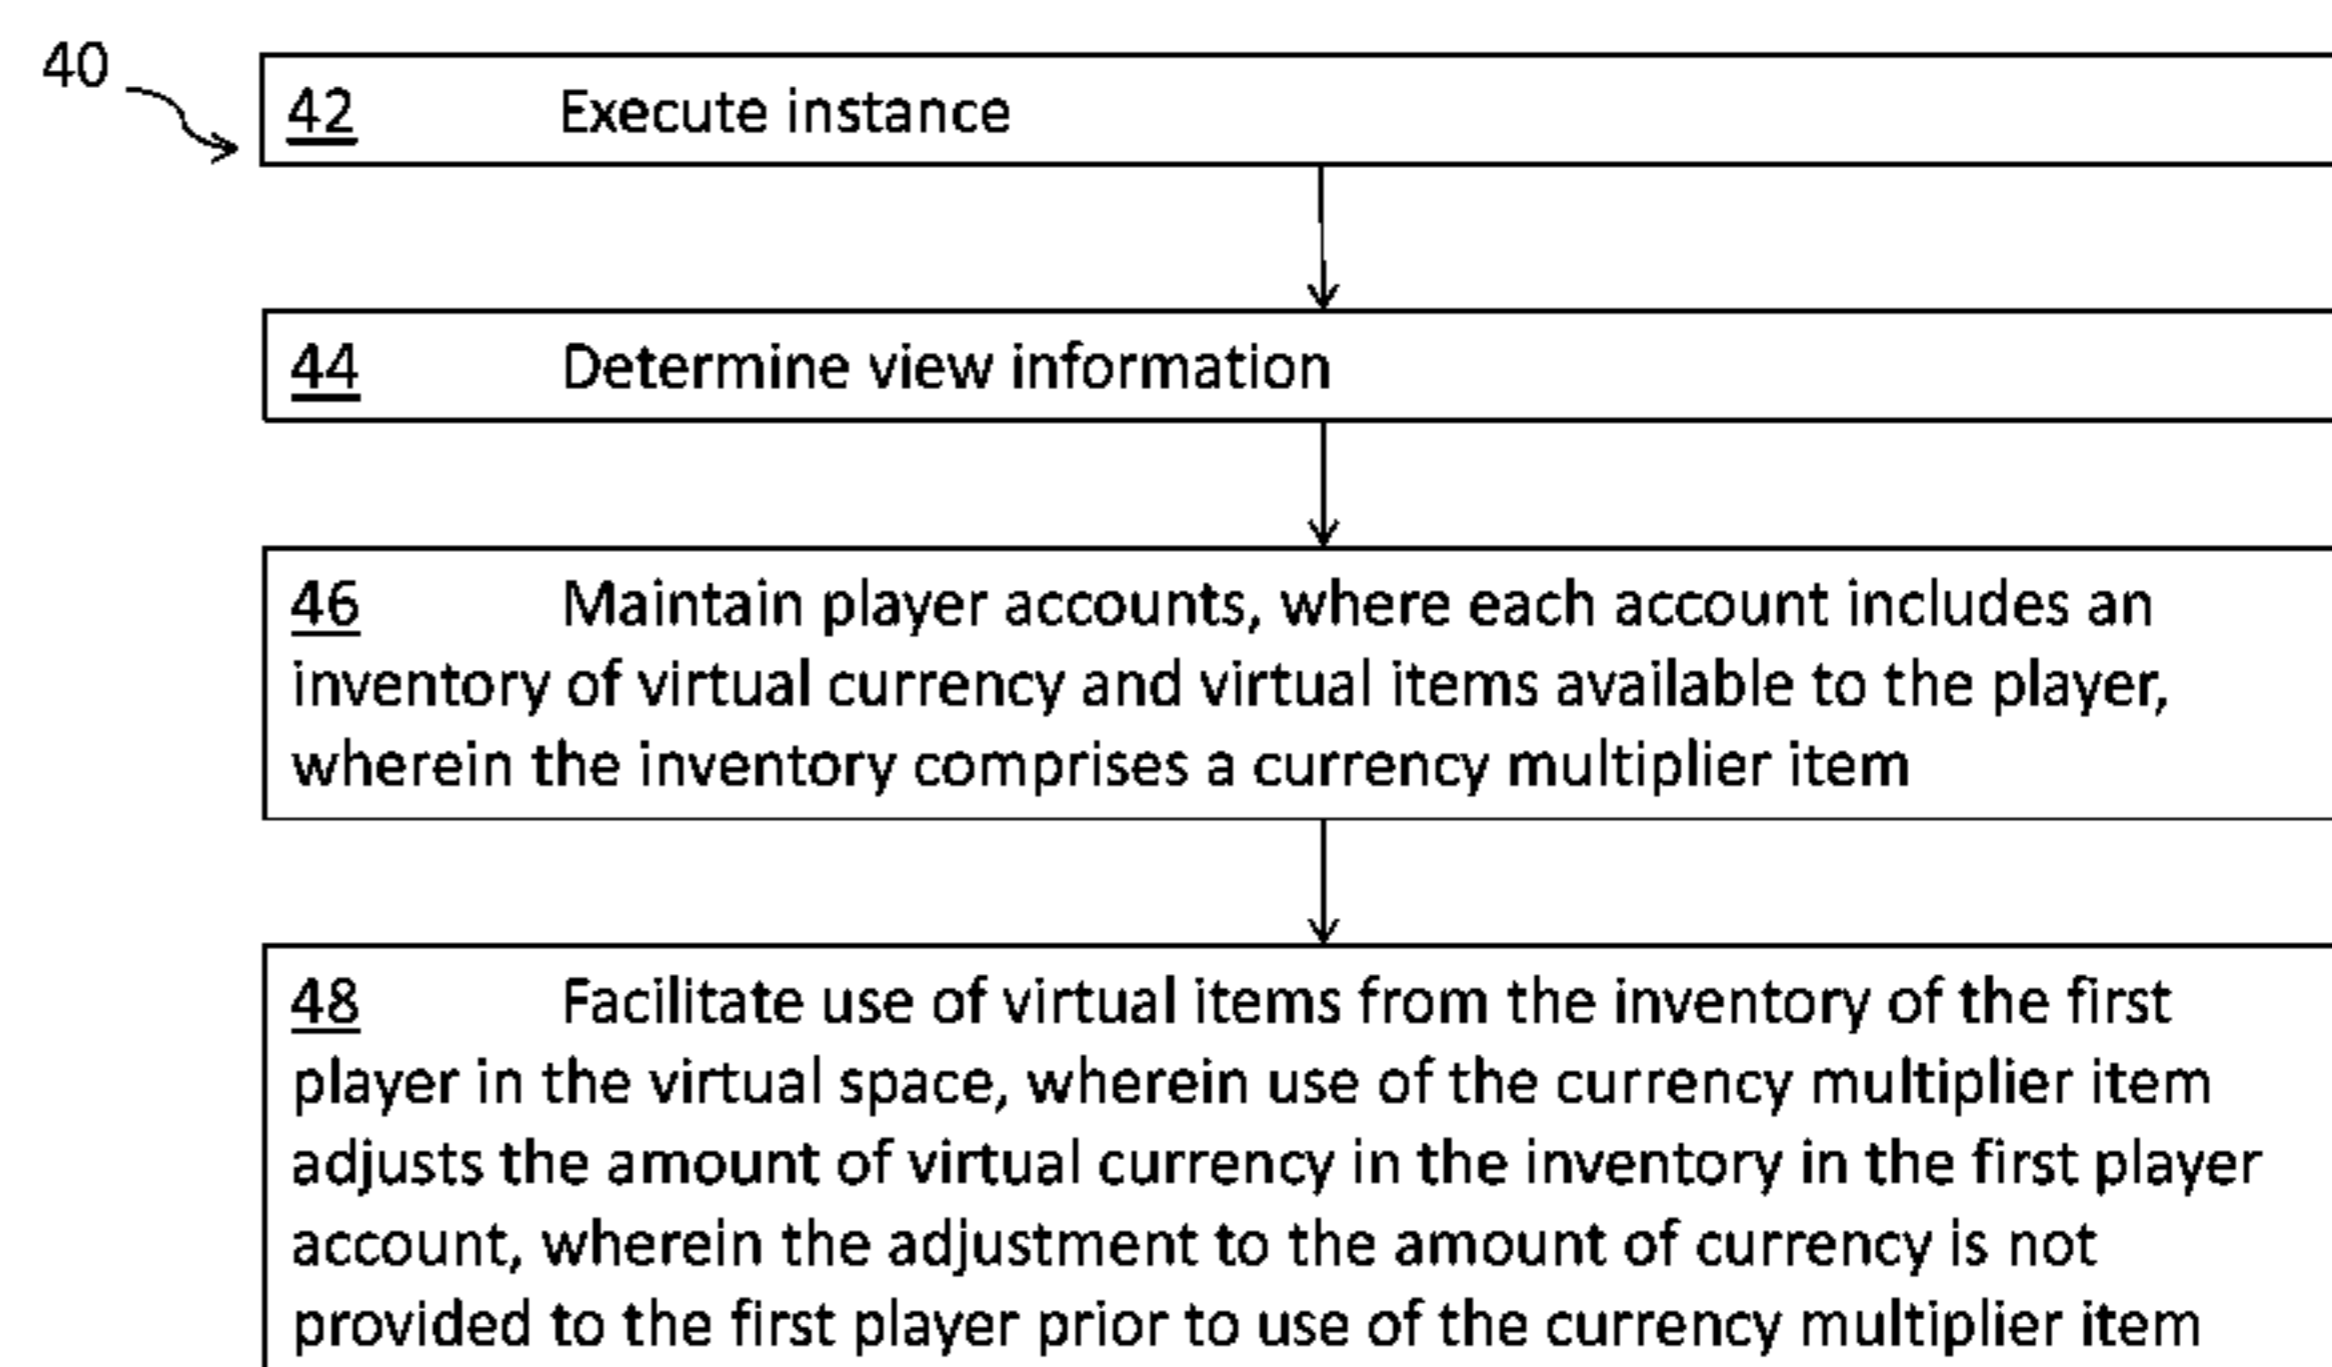 40
42 Execute instance
44 Determine view information
46 Maintain player accounts, where each account includes an
inventory of virtual currency and virtual items available to the player,
wherein the inventory comprises a currency multiplier item
48 Facilitate use of virtual items from the inventory of the first
player in the virtual space, wherein use of the currency multiplier item
adjusts the amount of virtual currency in the inventory in the first player
account, wherein the adjustment to the amount of currency is not
provided to the first player prior to use of the currency multiplier item